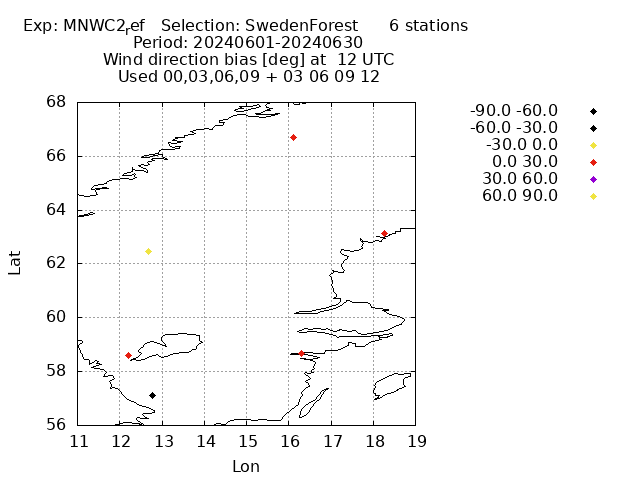 Exp: MNWC2ref   Selection: SwedenForest      6 stations
Period: 20240601-20240630
Wind direction bias [deg] at  12 UTC
Used 00,03,06,09 + 03 06 09 12
68
66
64
62
60
58
56
11 12 13 14 15 16 17 18 19
Lat
Lon
-90.0 -60.0
-60.0 -30.0
-30.0 0.0
0.0 30.0
30.0 60.0
60.0 90.0